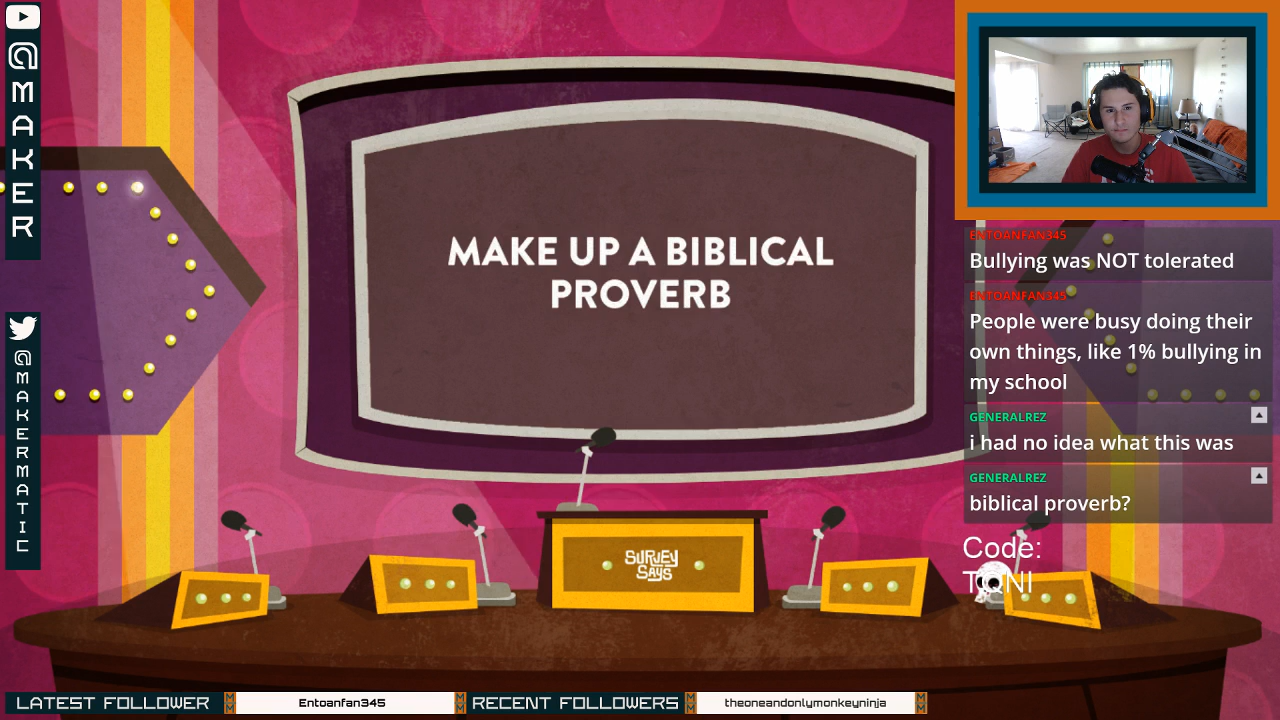 @MAKER
@MAKERMATIC
MAKE UP A BIBLICAL
PROVERB
SURVEY
SAYS
ENTOANFAN345
Bullying was NOT tolerated
ENTOANFAN345
People were busy doing their
own things, like 1% bullying in
my school
GENERALREZ
i had no idea what this was
GENERALREZ
biblical proverb?
Code:
LATEST FOLLOWER
Entoanfan345
RECENT FOLLOWERS
theoneandonlymonkeyninja